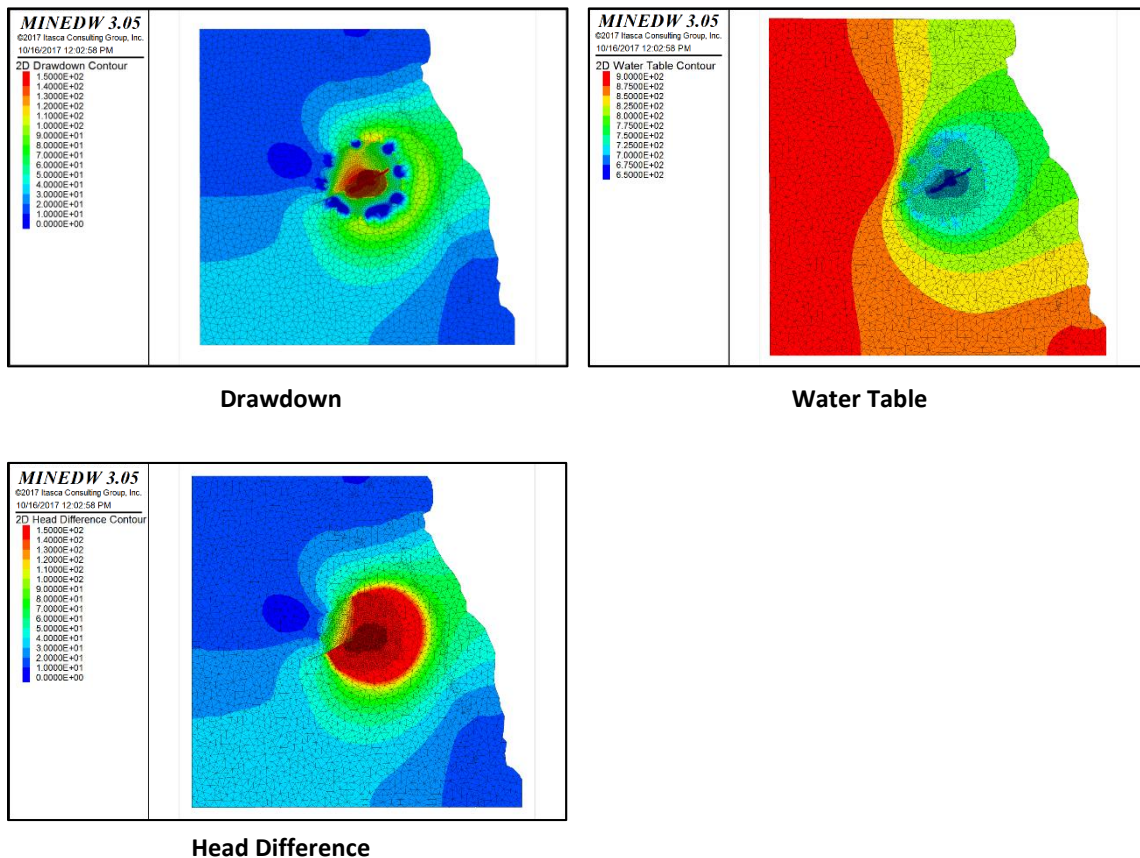 MINEDW 3.05
©2017 Itasca Consulting Group, Inc.
10/16/2017 12:02:58 PM
2D Drawdown Contour
1.5000E+02
1.4000E+02
1.3000E+02
1.2000E+02
1.1000E+02
1.0000E+02
9.0000E+01
8.0000E+01
7.0000E+01
6.0000E+01
5.0000E+01
4.0000E+01
3.0000E+01
2.0000E+01
1.0000E+01
0.0000E+00
Drawdown
MINEDW 3.05
©2017 Itasca Consulting Group, Inc.
10/16/2017 12:02:58 PM
2D Water Table Contour
9.0000E+02
8.7500E+02
8.5000E+02
8.2500E+02
8.0000E+02
7.7500E+02
7.5000E+02
7.2500E+02
7.0000E+02
6.7500E+02
6.5000E+02
Water Table
MINEDW 3.05
©2017 Itasca Consulting Group, Inc.
10/16/2017 12:02:58 PM
2D Head Difference Contour
1.5000E+02
1.4000E+02
1.3000E+02
1.2000E+02
1.1000E+02
1.0000E+02
9.0000E+01
8.0000E+01
7.0000E+01
6.0000E+01
5.0000E+01
4.0000E+01
3.0000E+01
2.0000E+01
1.0000E+01
0.0000E+00
Head Difference